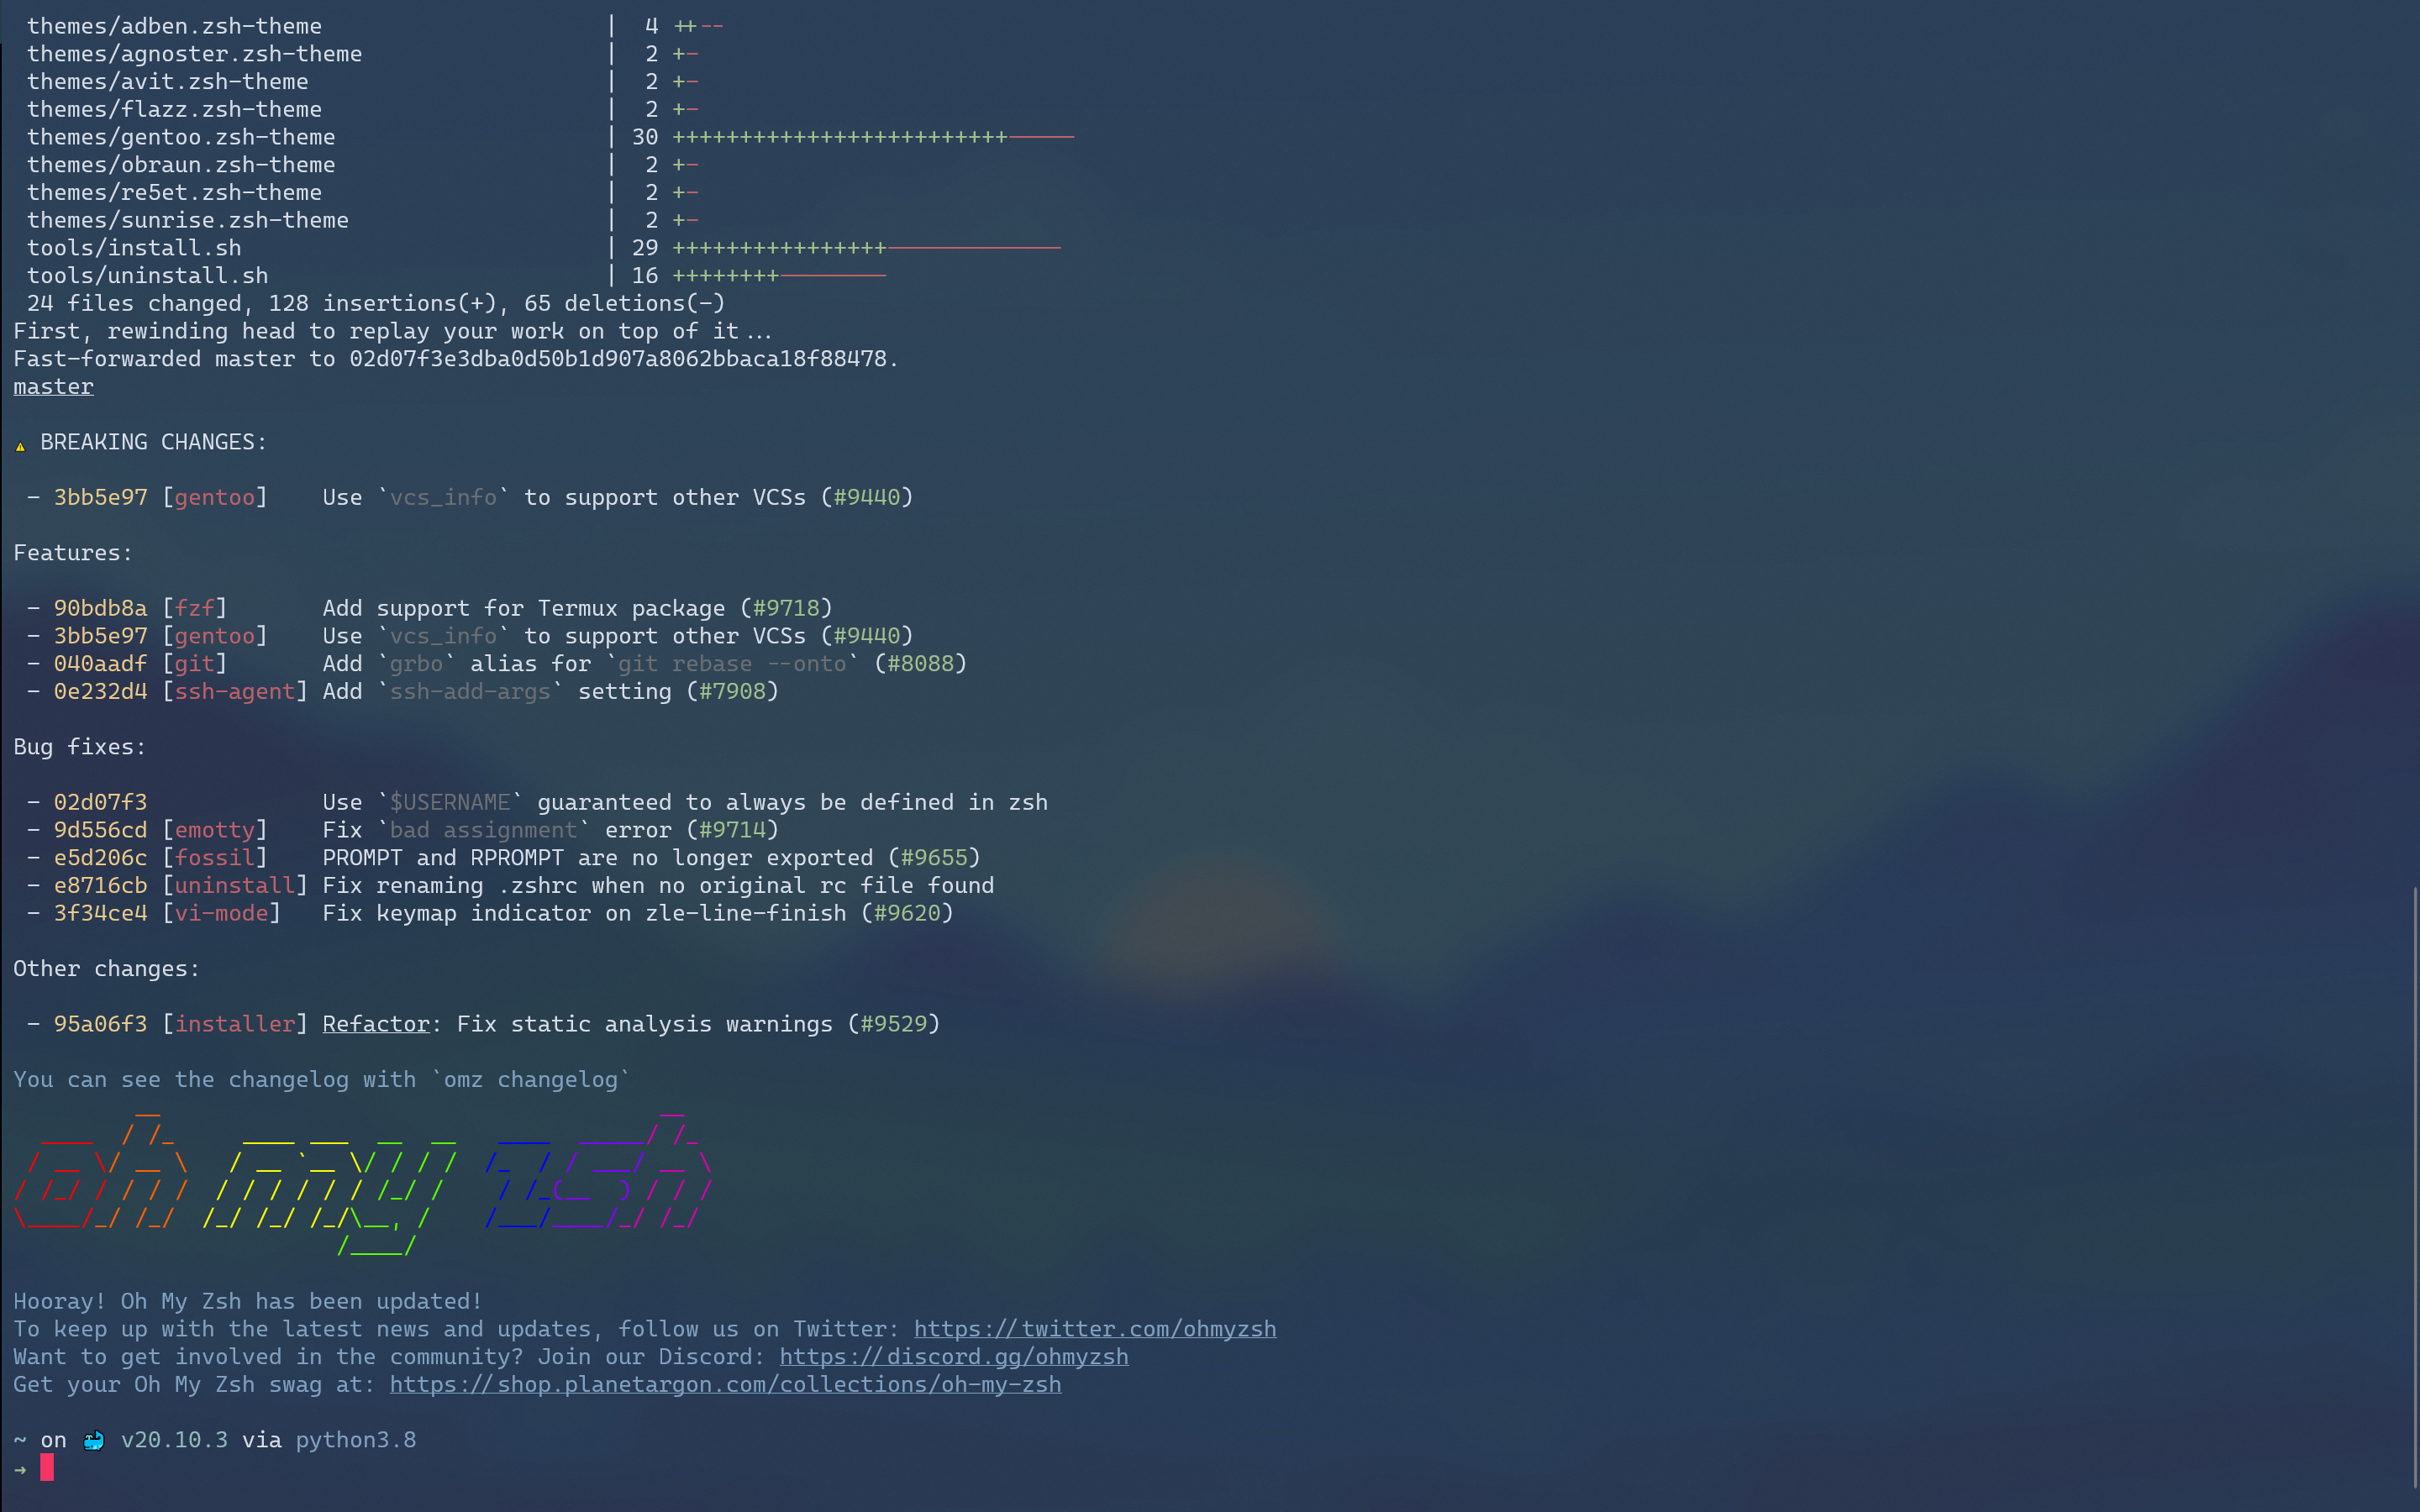 themes/adben.zsh-theme | 4 ++--
themes/agnoster.zsh-theme | 2 +-
themes/avit.zsh-theme | 2 +-
themes/flazz.zsh-theme | 2 +-
themes/gentoo.zsh-theme | 30 +++++++++++++++++++++++++-----
themes/obraun.zsh-theme | 2 +-
themes/re5et.zsh-theme | 2 +-
themes/sunrise.zsh-theme | 2 +-
tools/install.sh | 29 ++++++++++++++++-------------
tools/uninstall.sh | 16 ++++++++--------
24 files changed, 128 insertions(+), 65 deletions(-)
First, rewinding head to replay your work on top of it...
Fast-forwarded master to 02d07f3e3dba0d50b1d907a8062bbaca18f88478.
master
⚠ BREAKING CHANGES:
- 3bb5e97 [gentoo] Use `vcs_info` to support other VCSs (#9440)
Features:
- 90bdb8a [fzf] Add support for Termux package (#9718)
- 3bb5e97 [gentoo] Use `vcs_info` to support other VCSs (#9440)
- 040aadf [git] Add `grbo` alias for `git rebase --onto` (#8088)
- 0e232d4 [ssh-agent] Add `ssh-add-args` setting (#7908)
Bug fixes:
- 02d07f3 Use `$USERNAME` guaranteed to always be defined in zsh
- 9d556cd [emotty] Fix `bad assignment` error (#9714)
- e5d206c [fossil] PROMPT and RPROMPT are no longer exported (#9655)
- e8716cb [uninstall] Fix renaming .zshrc when no original rc file found
- 3f34ce4 [vi-mode] Fix keymap indicator on zle-line-finish (#9620)
Other changes:
- 95a06f3 [installer] Refactor: Fix static analysis warnings (#9529)
You can see the changelog with `omz changelog`
oh my zsh
Hooray! Oh My Zsh has been updated!
To keep up with the latest news and updates, follow us on Twitter: https://twitter.com/ohmyzsh
Want to get involved in the community? Join our Discord: https://discord.gg/ohmyzsh
Get your Oh My Zsh swag at: https://shop.planetargon.com/collections/oh-my-zsh
~ on 🐳 v20.10.3 via python3.8
→